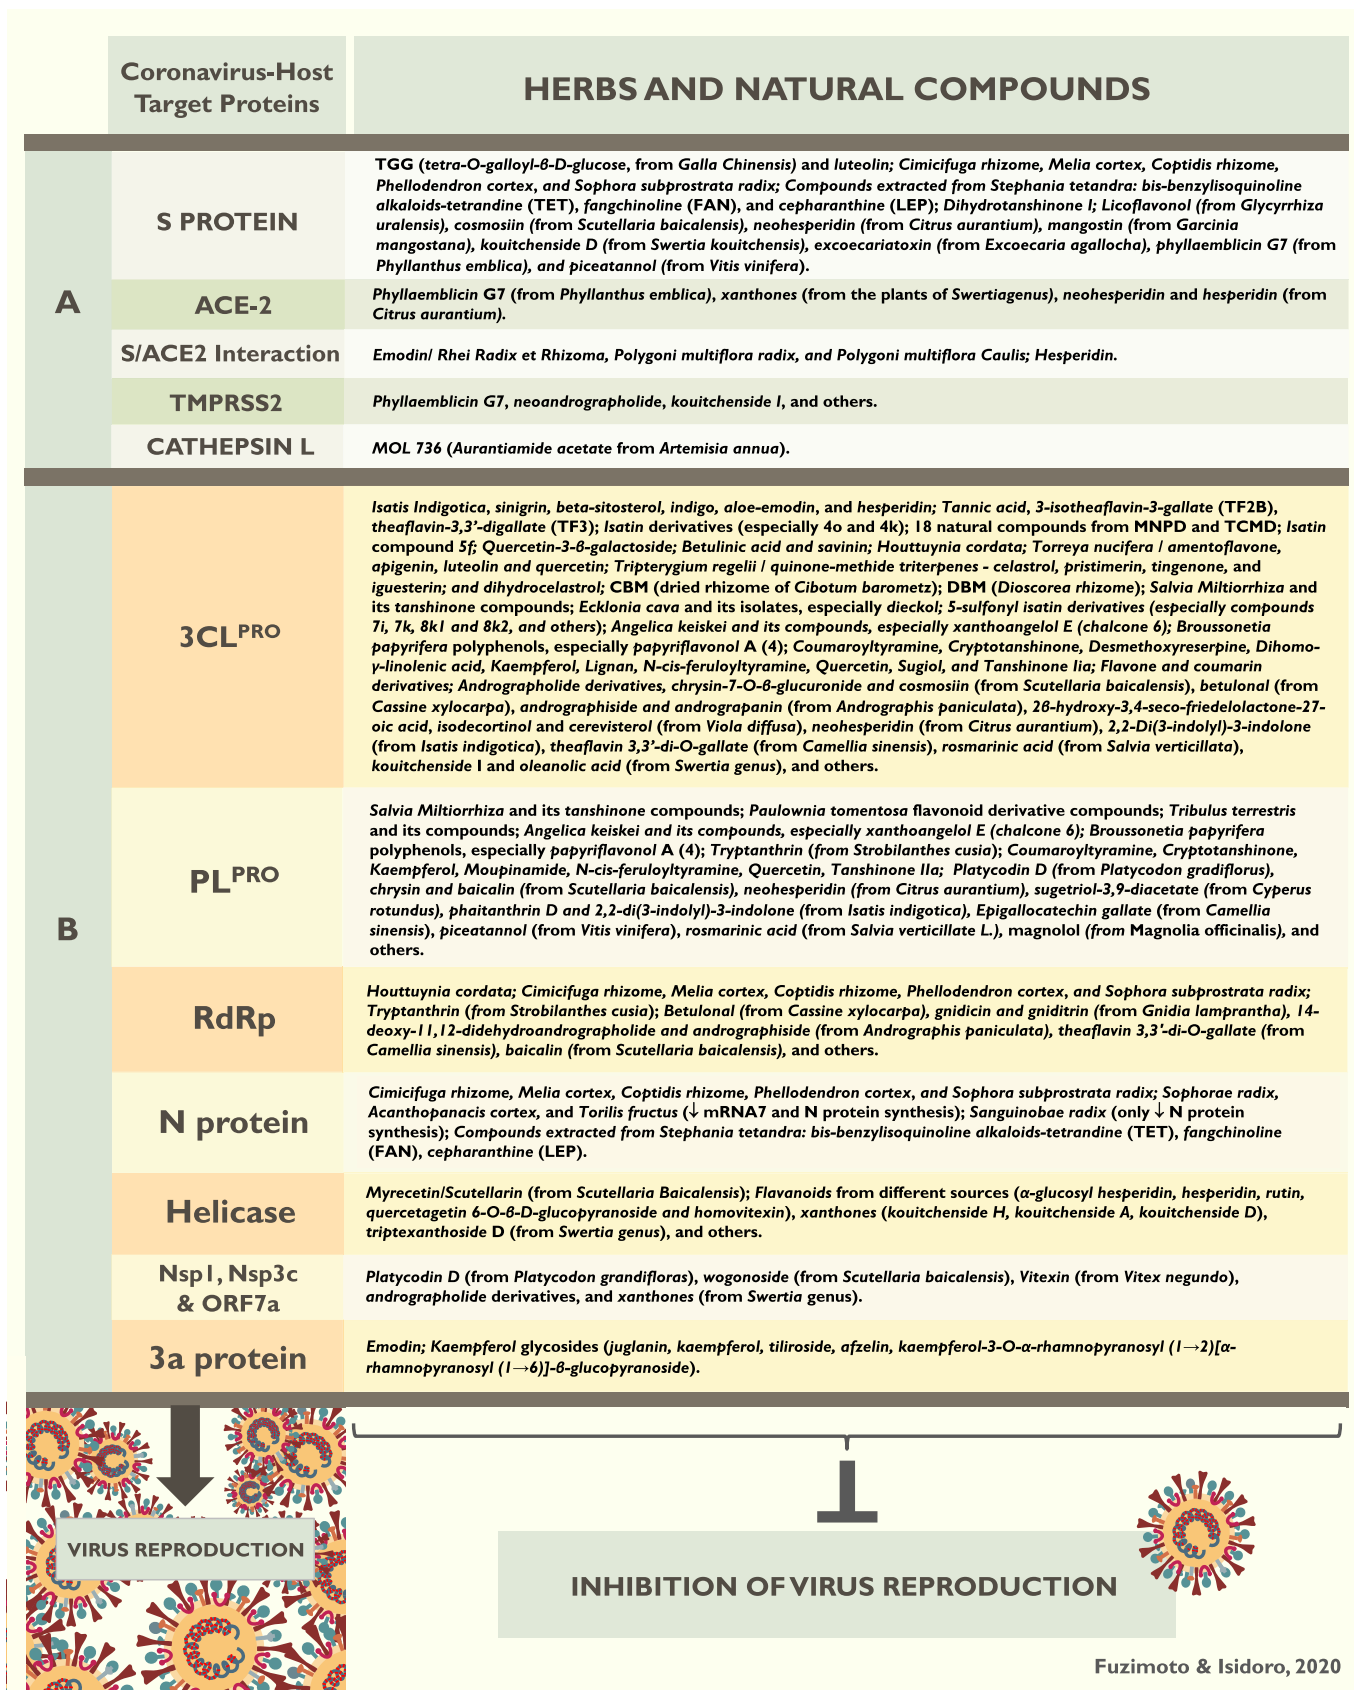 Coronavirus-Host
Target Proteins
HERBS AND NATURAL COMPOUNDS
A
S PROTEIN
TGG (tetra-O-galloyl-ß-D-glucose, from Galla Chinensis) and luteolin; Cimicifuga rhizome, Melia cortex, Coptidis rhizome,
Phellodendron cortex, and Sophora subprostrata radix; Compounds extracted from Stephania tetandra: bis-benzylisoquinoline
alkaloids-tetrandine (TET), fangchinoline (FAN), and cepharanthine (LEP); Dihydrotanshinone I; Licoflavonol (from Glycyrrhiza
uralensis), cosmosiin (from Scutellaria baicalensis), neohesperidin (from Citrus aurantium), mangostin (from Garcinia
mangostana), kouitchenside D (from Swertia kouitchensis), excoecariatoxin (from Excoecaria agallocha), phyllaemblicin G7 (from
Phyllanthus emblica), and piceatannol (from Vitis vinifera).
ACE-2
Phyllaemblicin G7 (from Phyllanthus emblica), xanthones (from the plants of Swertiagenus), neohesperidin and hesperidin (from
Citrus aurantium).
S/ACE2 Interaction
Emodin/ Rhei Radix et Rhizoma, Polygoni multiflora radix, and Polygoni multiflora Caulis; Hesperidin.
TMPRSS2
Phyllaemblicin G7, neoandrographolide, kouitchenside I, and others.
CATHEPSIN L
MOL 736 (Aurantiamide acetate from Artemisia annua).
B
3CLPRO
Isatis Indigotica, sinigrin, beta-sitosterol, indigo, aloe-emodin, and hesperidin; Tannic acid, 3-isotheaflavin-3-gallate (TF2B),
theaflavin-3,3’-digallate (TF3); Isatin derivatives (especially 4o and 4k); 18 natural compounds from MNPD and TCMD; Isatin
compound 5f; Quercetin-3-ß-galactoside; Betulinic acid and savinin; Houttuynia cordata; Torreya nucifera / amentoflavone,
apigenin, luteolin and quercetin; Tripterygium regelii / quinone-methide triterpenes - celastrol, pristimerin, tingenone, and
iguesterin; and dihydrocelastrol; CBM (dried rhizome of Cibotum barometz); DBM (Dioscorea rhizome); Salvia Miltiorrhiza and
its tanshinone compounds; Ecklonia cava and its isolates, especially dieckol; 5-sulfonyl isatin derivatives (especially compounds
7i, 7k, 8k1 and 8k2, and others); Angelica keiskei and its compounds, especially xanthoangelol E (chalcone 6); Broussonetia
papyrifera polyphenols, especially papyriflavonol A (4); Coumaroyltyramine, Cryptotanshinone, Desmethoxyreserpine, Dihomo-
γ-linolenic acid, Kaempferol, Lignan, N-cis-feruloyltyramine, Quercetin, Sugiol, and Tanshinone Iia; Flavone and coumarin
derivatives; Andrographolide derivatives, chrysin-7-O-ß-glucuronide and cosmosiin (from Scutellaria baicalensis), betulonal (from
Cassine xylocarpa), andrographiside and andrograpanin (from Andrographis paniculata), 2ß-hydroxy-3,4-seco-friedelolactone-27-
oic acid, isodecortinol and cerevisterol (from Viola diffusa), neohesperidin (from Citrus aurantium), 2,2-Di(3-indolyl)-3-indolone
(from Isatis indigotica), theaflavin 3,3’-di-O-gallate (from Camellia sinensis), rosmarinic acid (from Salvia verticillata),
kouitchenside I and oleanolic acid (from Swertia genus), and others.
PLPRO
Salvia Miltiorrhiza and its tanshinone compounds; Paulownia tomentosa flavonoid derivative compounds; Tribulus terrestris
and its compounds; Angelica keiskei and its compounds, especially xanthoangelol E (chalcone 6); Broussonetia papyrifera
polyphenols, especially papyriflavonol A (4); Tryptanthrin (from Strobilanthes cusia); Coumaroyltyramine, Cryptotanshinone,
Kaempferol, Moupinamide, N-cis-feruloyltyramine, Quercetin, Tanshinone IIa; Platycodin D (from Platycodon gradiflorus),
chrysin and baicalin (from Scutellaria baicalensis), neohesperidin (from Citrus aurantium), sugetriol-3,9-diacetate (from Cyperus
rotundus), phaitanthrin D and 2,2-di(3-indolyl)-3-indolone (from Isatis indigotica), Epigallocatechin gallate (from Camellia
sinensis), piceatannol (from Vitis vinifera), rosmarinic acid (from Salvia verticillate L.), magnolol (from Magnolia officinalis), and
others.
RdRp
Houttuynia cordata; Cimicifuga rhizome, Melia cortex, Coptidis rhizome, Phellodendron cortex, and Sophora subprostrata radix;
Tryptanthrin (from Strobilanthes cusia); Betulonal (from Cassine xylocarpa), gnidicin and gniditrin (from Gnidia lamprantha), 14-
deoxy-11,12-didehydroandrographolide and andrographiside (from Andrographis paniculata), theaflavin 3,3’-di-O-gallate (from
Camellia sinensis), baicalin (from Scutellaria baicalensis), and others.
N protein
Cimicifuga rhizome, Melia cortex, Coptidis rhizome, Phellodendron cortex, and Sophora subprostrata radix; Sophorae radix,
Acanthopanacis cortex, and Torilis fructus (↓ mRNA7 and N protein synthesis); Sanguinobae radix (only ↓ N protein
synthesis); Compounds extracted from Stephania tetandra: bis-benzylisoquinoline alkaloids-tetrandine (TET), fangchinoline
(FAN), cepharanthine (LEP).
Helicase
Myrecetin/Scutellarin (from Scutellaria Baicalensis); Flavanoids from different sources (α-glucosyl hesperidin, hesperidin, rutin,
quercetagetin 6-O-ß-D-glucopyranoside and homovitexin), xanthones (kouitchenside H, kouitchenside A, kouitchenside D),
triptexanthoside D (from Swertia genus), and others.
Nsp1, Nsp3c
& ORF7a
Platycodin D (from Platycodon grandifloras), wogonoside (from Scutellaria baicalensis), Vitexin (from Vitex negundo),
andrographolide derivatives, and xanthones (from Swertia genus).
3a protein
Emodin; Kaempferol glycosides (juglanin, kaempferol, tiliroside, afzelin, kaempferol-3-O-α-rhamnopyranosyl (1→2)[α-
rhamnopyranosyl (1→6)]-ß-glucopyranoside).
VIRUS REPRODUCTION
INHIBITION OF VIRUS REPRODUCTION
Fuzimoto & Isidoro, 2020